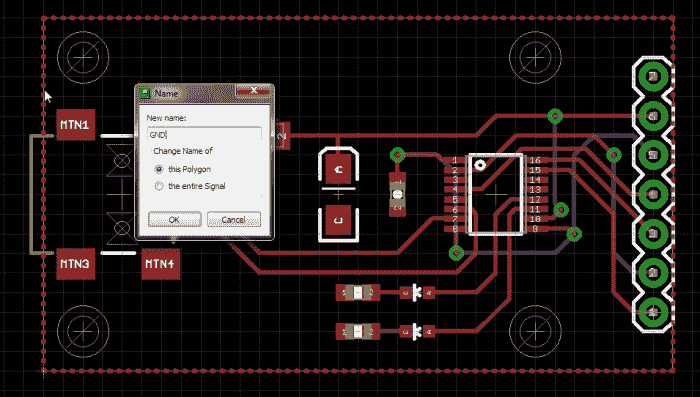 Name
New name:
GND
Change Name of
this Polygon
the entire Signal
OK
Cancel
MTN1
MTN3
MTN4
2
A
C
1 16
2 15
3 14
4 13
5 12
6 11
7 10
8 9